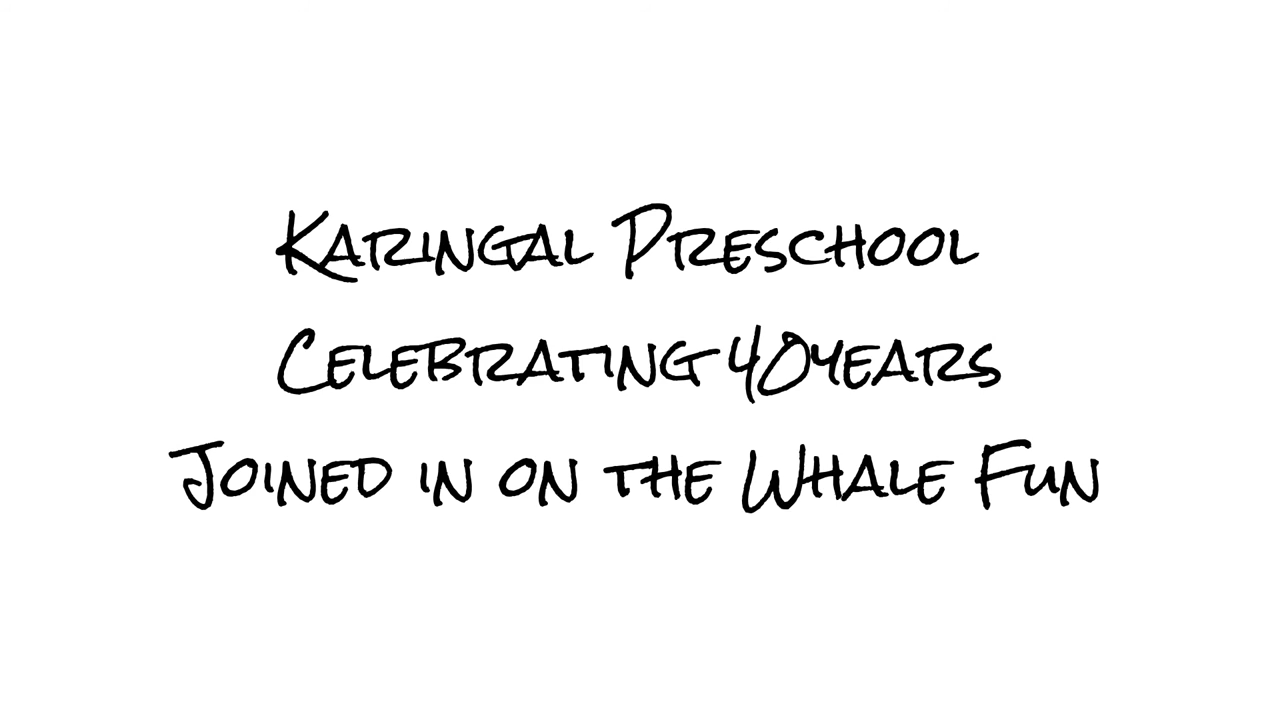 Karingal Preschool
Celebrating 40years
Joined in on the Whale Fun